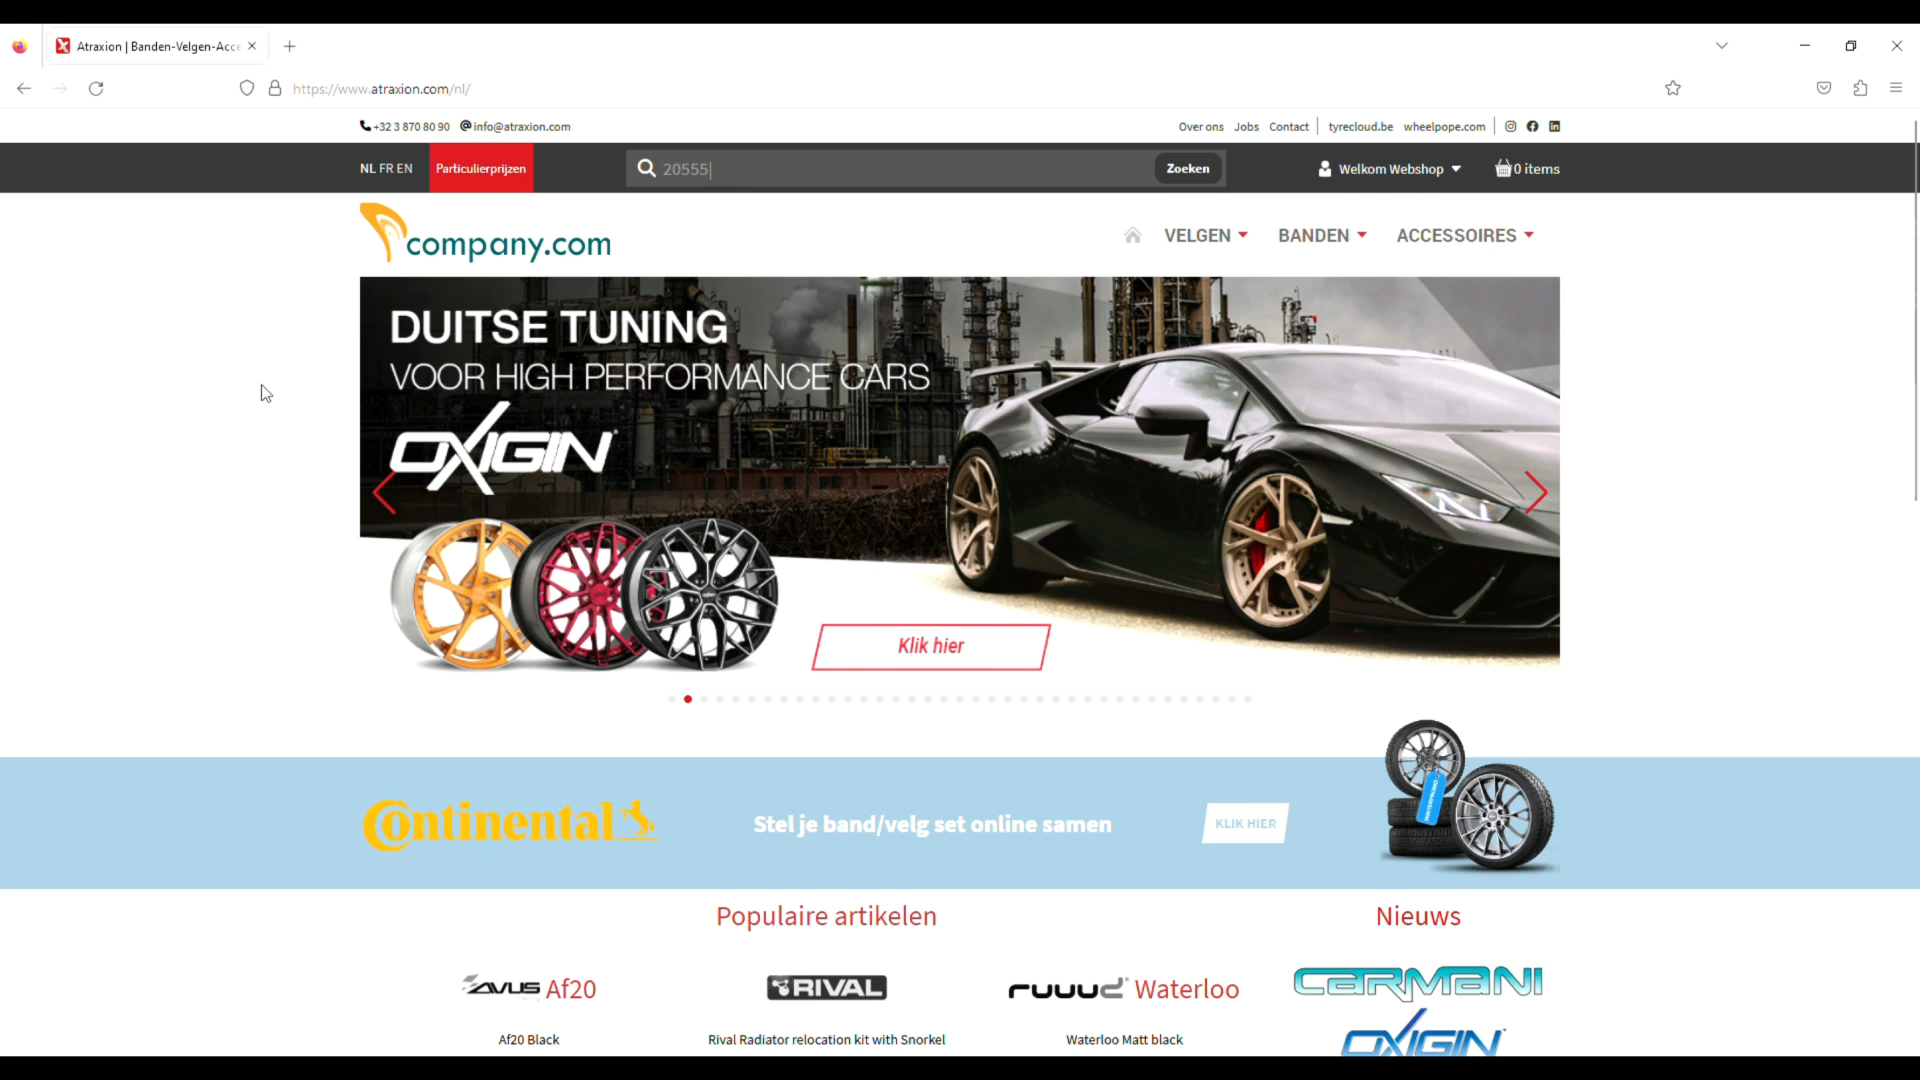 Atraxion | Banden-Velgen-Acce
https://www.atraxion.com/nl/
+32 3 870 80 90 info@atraxion.com
Over ons Jobs Contact tyrecloud.be wheelpope.com
NL FR EN Particulierprijzen 20555 Zoeken Welkom Webshop 0 items
company.com
VELGEN BANDEN ACCESSOIRES
DUITSE TUNING
VOOR HIGH PERFORMANCE CARS
OXIGIN
Klik hier
Continental
Stel je band/velg set online samen
KLIK HIER
Populaire artikelen
Nieuws
AVUS Af20
RIVAL
ruuud Waterloo
CARMANI
Af20 Black
Rival Radiator relocation kit with Snorkel
Waterloo Matt black
OXIGIN